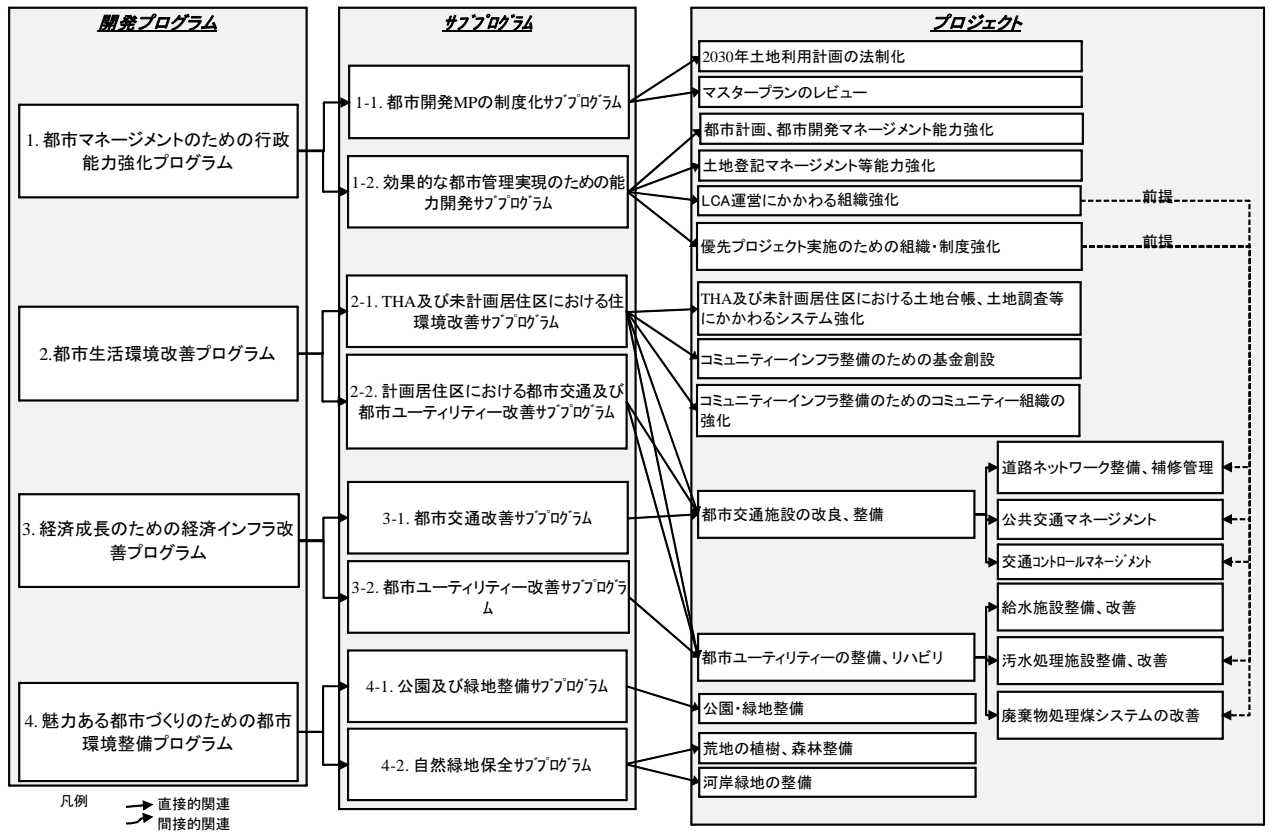 開発プログラム
サブプログラム
プロジェクト
1. 都市マネージメントのための行政
能力強化プログラム
2.都市生活環境改善プログラム
3. 経済成長のための経済インフラ改
善プログラム
4. 魅力ある都市づくりのための都市
環境整備プログラム
1-1. 都市開発MPの制度化サブプログラム
1-2. 効果的な都市管理実現のための能
力開発サブプログラム
2-1. THA及び未計画居住区における住
環境改善サブプログラム
2-2. 計画居住区における都市交通及び
都市ユーティリティー改善サブプログラム
3-1. 都市交通改善サブプログラム
3-2. 都市ユーティリティー改善サブプログラ
ム
4-1. 公園及び緑地整備サブプログラム
4-2. 自然緑地保全サブプログラム
2030年土地利用計画の法制化
マスタープランのレビュー
都市計画、都市開発マネージメント能力強化
土地登記マネージメント等能力強化
LCA運営にかかわる組織強化
前提
優先プロジェクト実施のための組織・制度強化
前提
THA及び未計画居住区における土地台帳、土地調査等
にかかわるシステム強化
コミュニティーインフラ整備のための基金創設
コミュニティーインフラ整備のためのコミュニティー組織の
強化
都市交通施設の改良、整備
道路ネットワーク整備、補修管理
公共交通マネージメント
交通コントロールマネージメント
都市ユーティリティーの整備、リハビリ
給水施設整備、改善
汚水処理施設整備、改善
廃棄物処理煤システムの改善
公園・緑地整備
荒地の植樹、森林整備
河岸緑地の整備
凡例
直接的関連
間接的関連